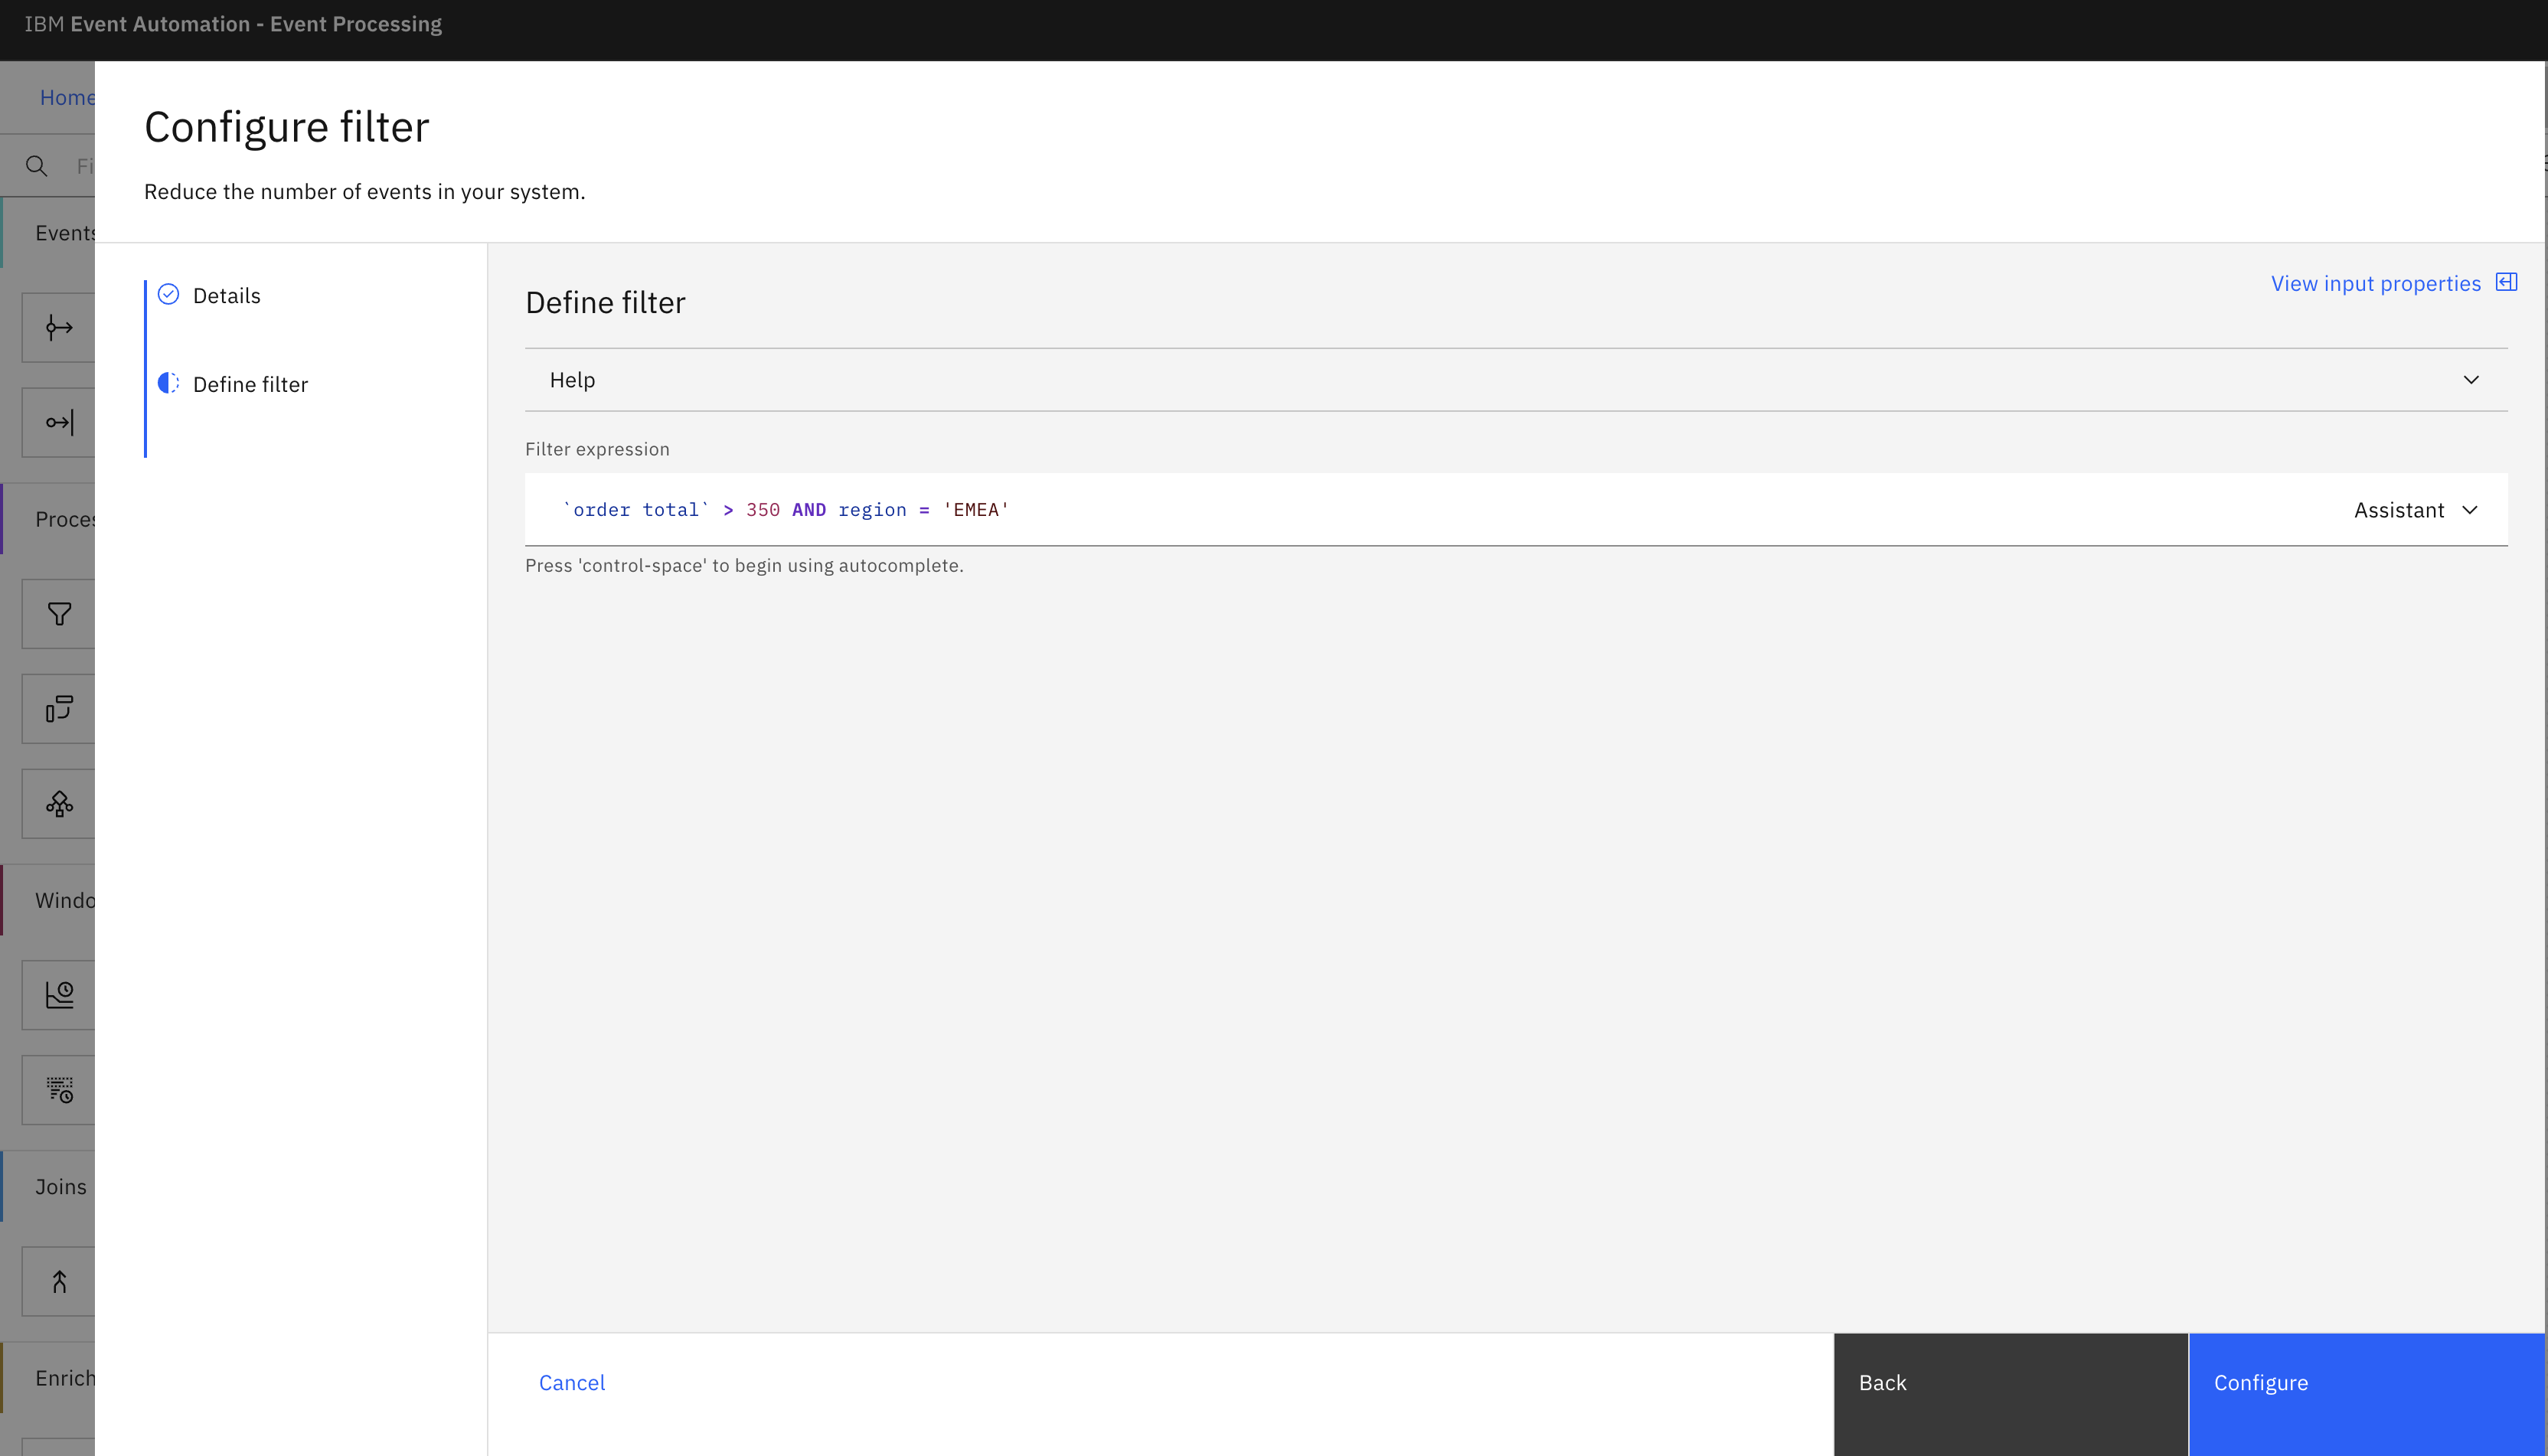 IBM Event Automation - Event Processing
Home
Fi
Configure filter
Reduce the number of events in your system.
Events
Proces
Windo
Joins
Enrich
Details
Define filter
Define filter
View input properties
Help
Filter expression
`order total` > 350 AND region = 'EMEA'
Assistant
Press 'control-space' to begin using autocomplete.
Cancel
Back
Configure